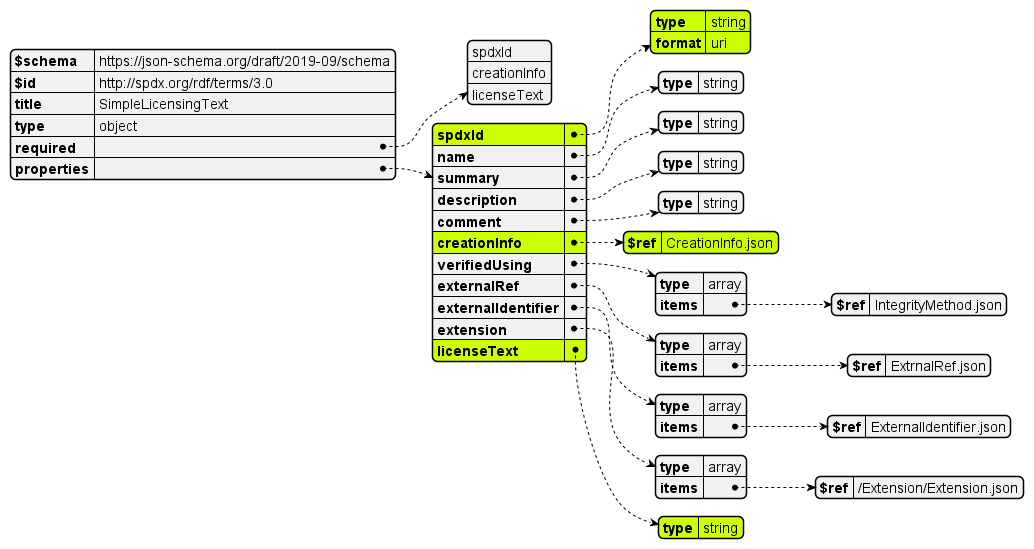 $schema https://json-schema.org/draft/2019-09/schema
$id http://spdx.org/rdf/terms/3.0
title SimpleLicensingText
type object
required
properties
spdxId
creationInfo
licenseText
spdxId
name
summary
description
comment
creationInfo
verifiedUsing
externalRef
externalIdentifier
extension
licenseText
type string
format uri
type string
type string
type string
type string
$ref CreationInfo.json
type array
items
$ref IntegrityMethod.json
type array
items
$ref ExtrnalRef.json
type array
items
$ref ExternalIdentifier.json
type array
items
$ref /Extension/Extension.json
type string